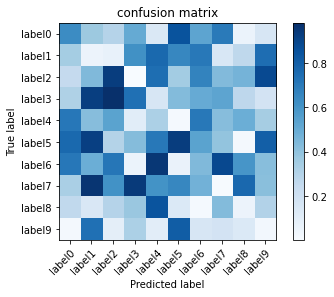 confusion matrix
True label
label0
label1
label2
label3
label4
label5
label6
label7
label8
label9
label0 label1 label2 label3 label4 label5 label6 label7 label8 label9
Predicted label
0.8
0.6
0.4
0.2